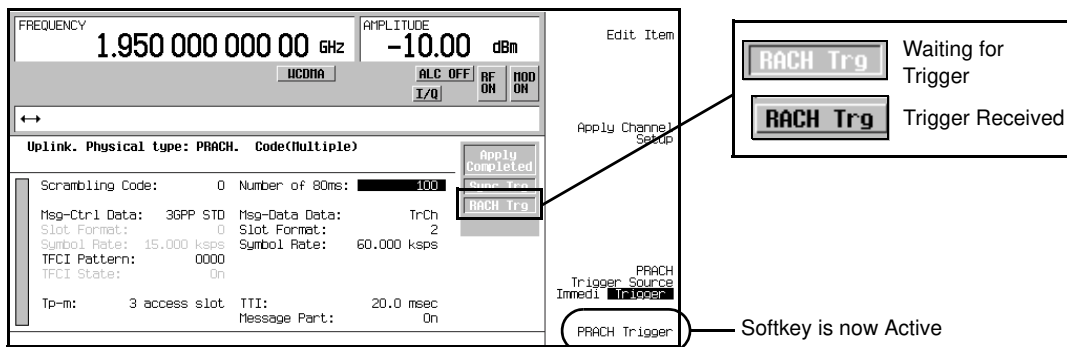 FREQUENCY
1.950 000 000 00 GHz
AMPLITUDE
-10.00 dBm
WCDMA
ALC OFF
I/Q
RF ON
MOD ON
↔
Uplink. Physical type: PRACH. Code(Multiple)
Apply
Completed
Sync Trg
RACH Trg
Scrambling Code: 0 Number of 80ms: 100
Msg-Ctrl Data: 3GPP STD Msg-Data Data: TrCh
Slot Format: 0 Slot Format: 2
Symbol Rate: 15.000 ksps Symbol Rate: 60.000 ksps
TFCI Pattern: 0000
TFCI State: On
Tp-m: 3 access slot TTI: 20.0 msec
Message Part: On
Edit Item
Apply Channel
Setup
PRACH
Trigger Source
Immedi Trigger
PRACH Trigger
RACH Trg
Waiting for
Trigger
RACH Trg
Trigger Received
Softkey is now Active